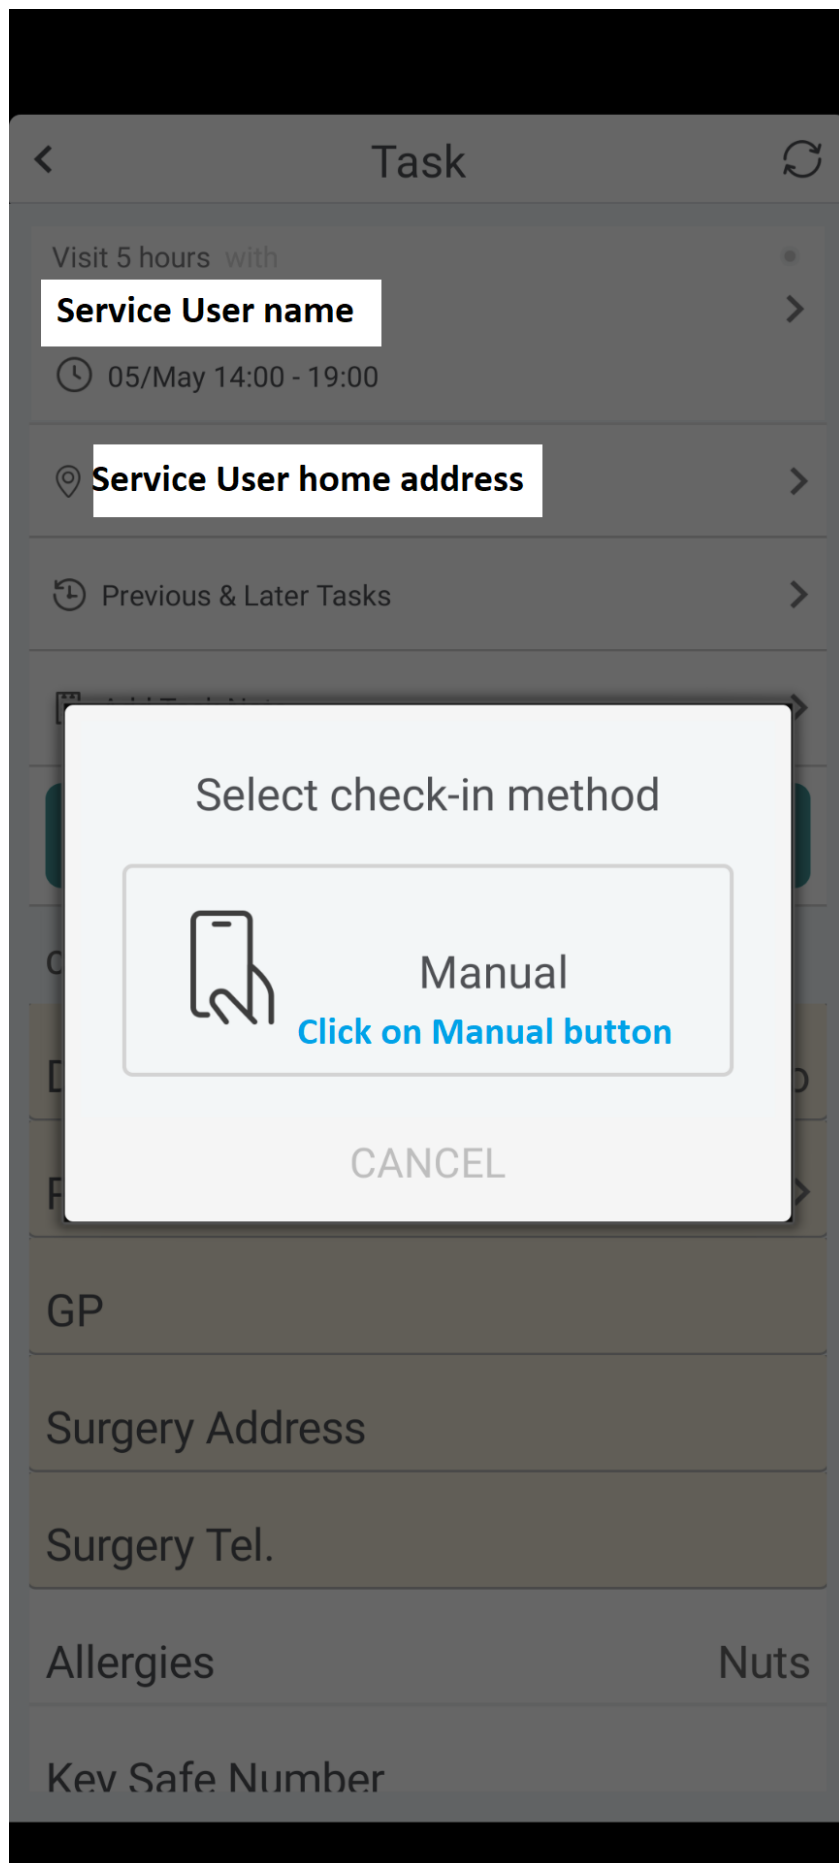 Task
Visit 5 hours with
Service User name
05/May 14:00 - 19:00
Service User home address
Previous & Later Tasks
Select check-in method
Manual
Click on Manual button
CANCEL
GP
Surgery Address
Surgery Tel.
Allergies Nuts
Key Safe Number